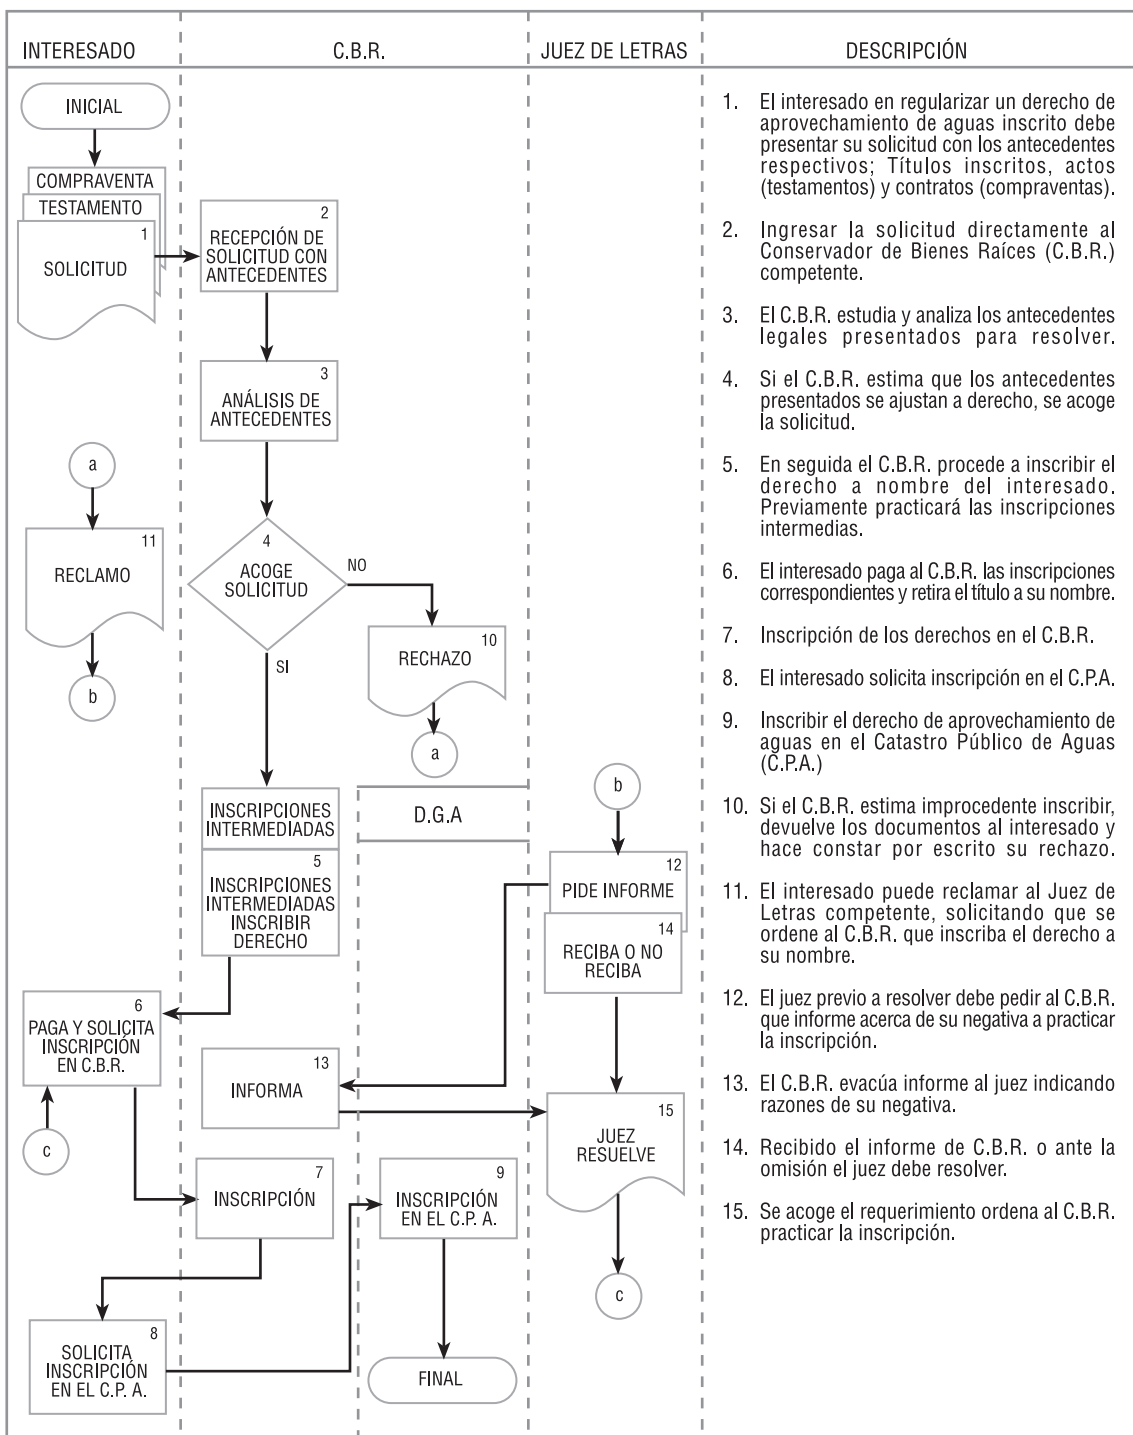 INTERESADO
C.B.R.
JUEZ DE LETRAS
DESCRIPCIÓN
INICIAL
COMPRAVENTA
TESTAMENTO
1
SOLICITUD
2
RECEPCIÓN DE
SOLICITUD CON
ANTECEDENTES
3
ANÁLISIS DE
ANTECEDENTES
a
11
RECLAMO
b
4
ACOGE
SOLICITUD
NO
SI
10
RECHAZO
a
INSCRIPCIONES
INTERMEDIADAS
5
INSCRIPCIONES
INTERMEDIADAS
INSCRIBIR
DERECHO
D.G.A
b
12
PIDE INFORME
14
RECIBA O NO
RECIBA
6
PAGA Y SOLICITA
INSCRIPCIÓN
EN C.B.R.
c
13
INFORMA
15
JUEZ
RESUELVE
c
7
INSCRIPCIÓN
9
INSCRIPCIÓN
EN EL C.P. A.
8
SOLICITA
INSCRIPCIÓN
EN EL C.P. A.
FINAL
1. El interesado en regularizar un derecho de
aprovechamiento de aguas inscrito debe
presentar su solicitud con los antecedentes
respectivos; Títulos inscritos, actos
(testamentos) y contratos (compraventas).
2. Ingresar la solicitud directamente al
Conservador de Bienes Raíces (C.B.R.)
competente.
3. El C.B.R. estudia y analiza los antecedentes
legales presentados para resolver.
4. Si el C.B.R. estima que los antecedentes
presentados se ajustan a derecho, se acoge
la solicitud.
5. En seguida el C.B.R. procede a inscribir el
derecho a nombre del interesado.
Previamente practicará las inscripciones
intermedias.
6. El interesado paga al C.B.R. las inscripciones
correspondientes y retira el título a su nombre.
7. Inscripción de los derechos en el C.B.R.
8. El interesado solicita inscripción en el C.P.A.
9. Inscribir el derecho de aprovechamiento de
aguas en el Catastro Público de Aguas
(C.P.A.)
10. Si el C.B.R. estima improcedente inscribir,
devuelve los documentos al interesado y
hace constar por escrito su rechazo.
11. El interesado puede reclamar al Juez de
Letras competente, solicitando que se
ordene al C.B.R. que inscriba el derecho a
su nombre.
12. El juez previo a resolver debe pedir al C.B.R.
que informe acerca de su negativa a practicar
la inscripción.
13. El C.B.R. evacúa informe al juez indicando
razones de su negativa.
14. Recibido el informe de C.B.R. o ante la
omisión el juez debe resolver.
15. Se acoge el requerimiento ordena al C.B.R.
practicar la inscripción.